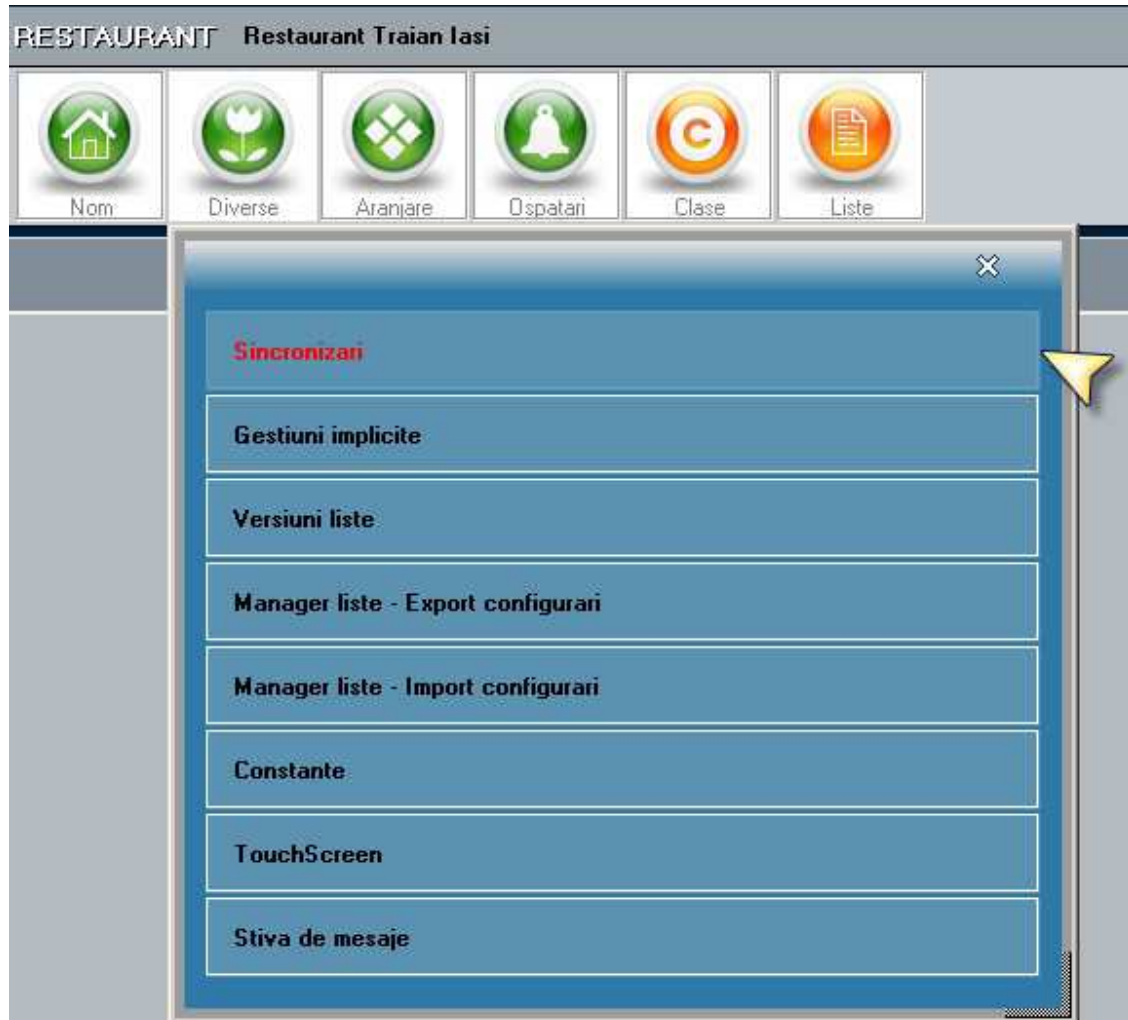 RESTAURANT Restaurant Traian Iasi
Nom Diverse Aranjare Ospatari Clase Liste
Sincronizari
Gestiuni implicite
Versiuni liste
Manager liste - Export configurari
Manager liste - Import configurari
Constante
TouchScreen
Stiva de mesaje